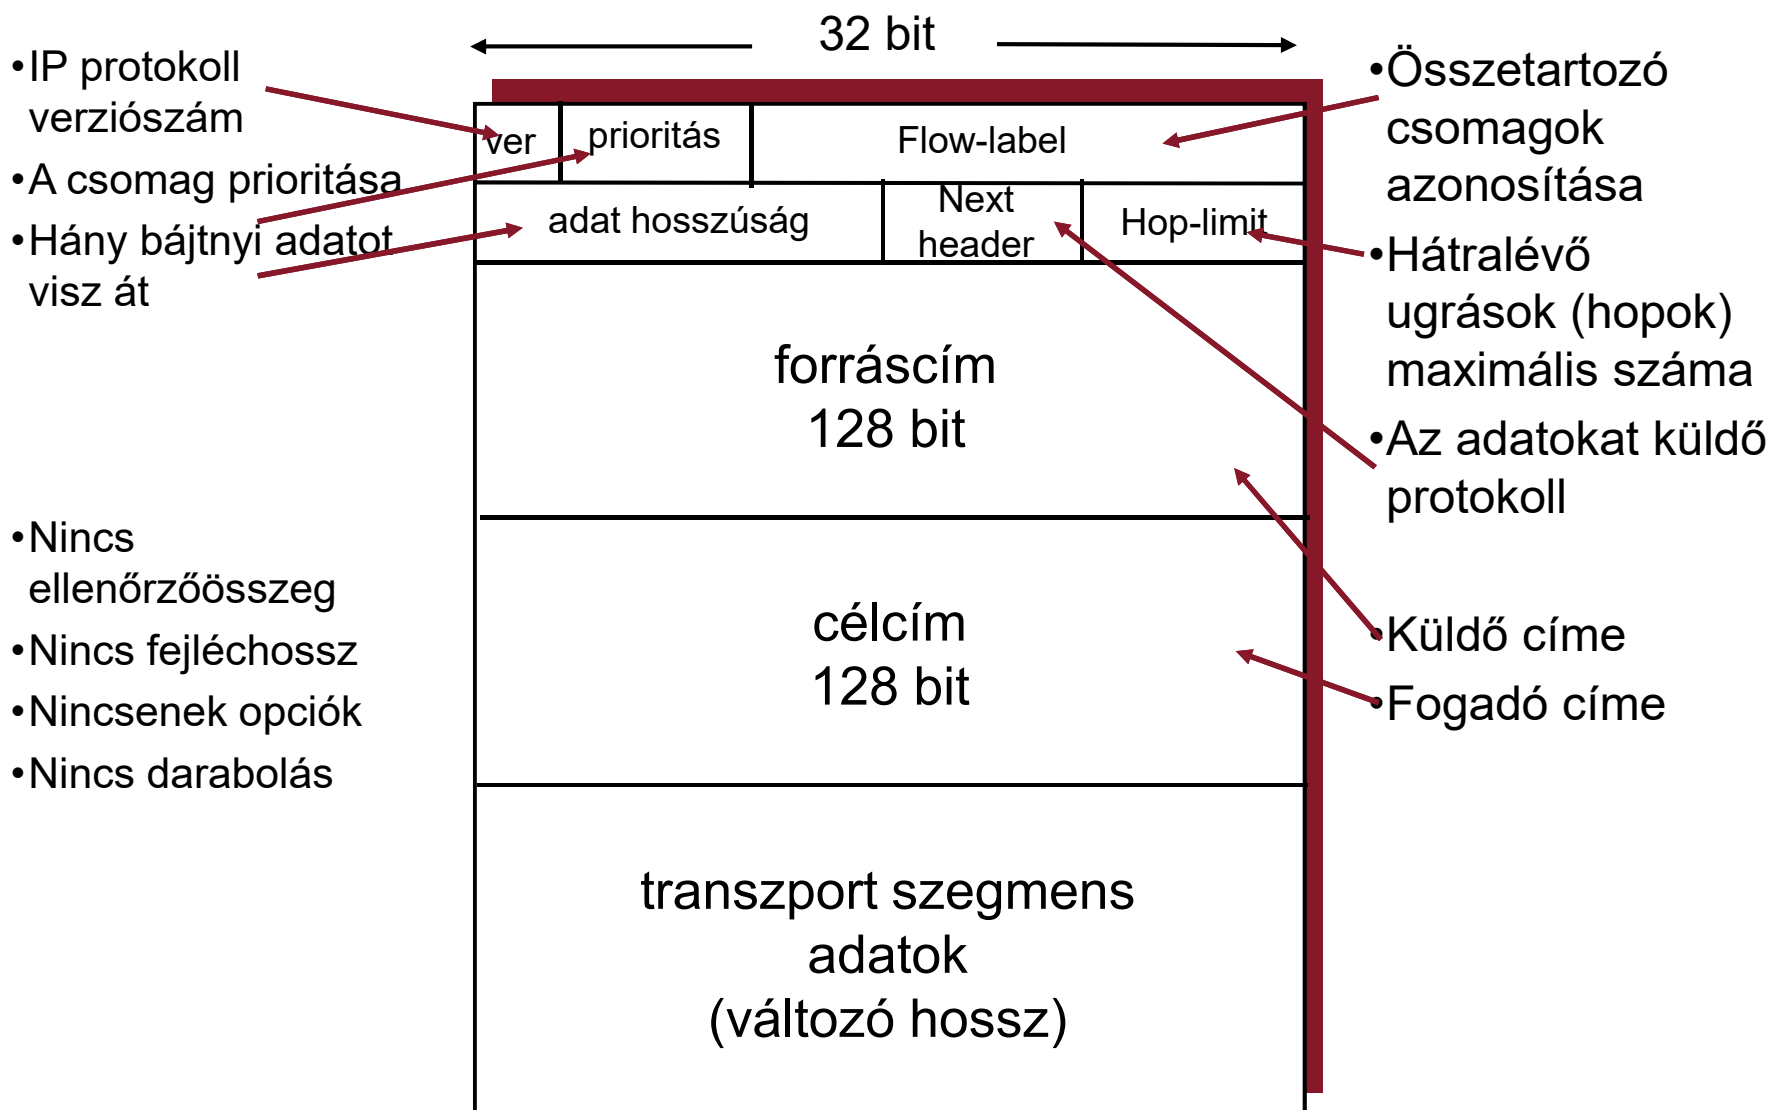 32 bit
•IP protokoll
verziószám
•A csomag prioritása
•Hány bájtnyi adatot
visz át
•Nincs
ellenőrzőösszeg
•Nincs fejléchossz
•Nincsenek opciók
•Nincs darabolás
ver
prioritás
Flow-label
adat hosszúság
Next
header
Hop-limit
forráscím
128 bit
célcím
128 bit
transzport szegmens
adatok
(változó hossz)
•Összetartozó
csomagok
azonosítása
•Hátralévő
ugrások (hopok)
maximális száma
•Az adatokat küldő
protokoll
•Küldő címe
•Fogadó címe